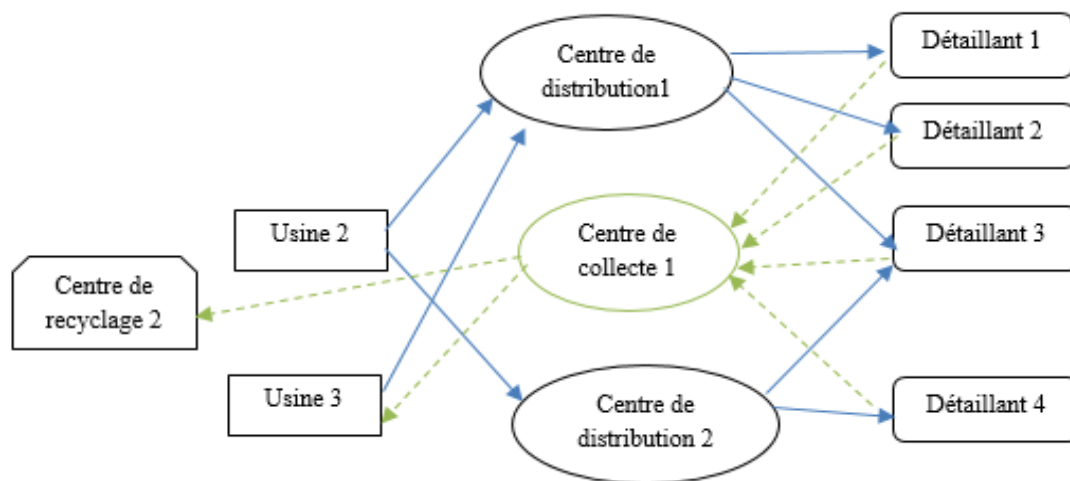 Centre de
distribution1
Détaillant 1
Détaillant 2
Usine 2
Centre de
collecte 1
Détaillant 3
Centre de
recyclage 2
Usine 3
Centre de
distribution 2
Détaillant 4